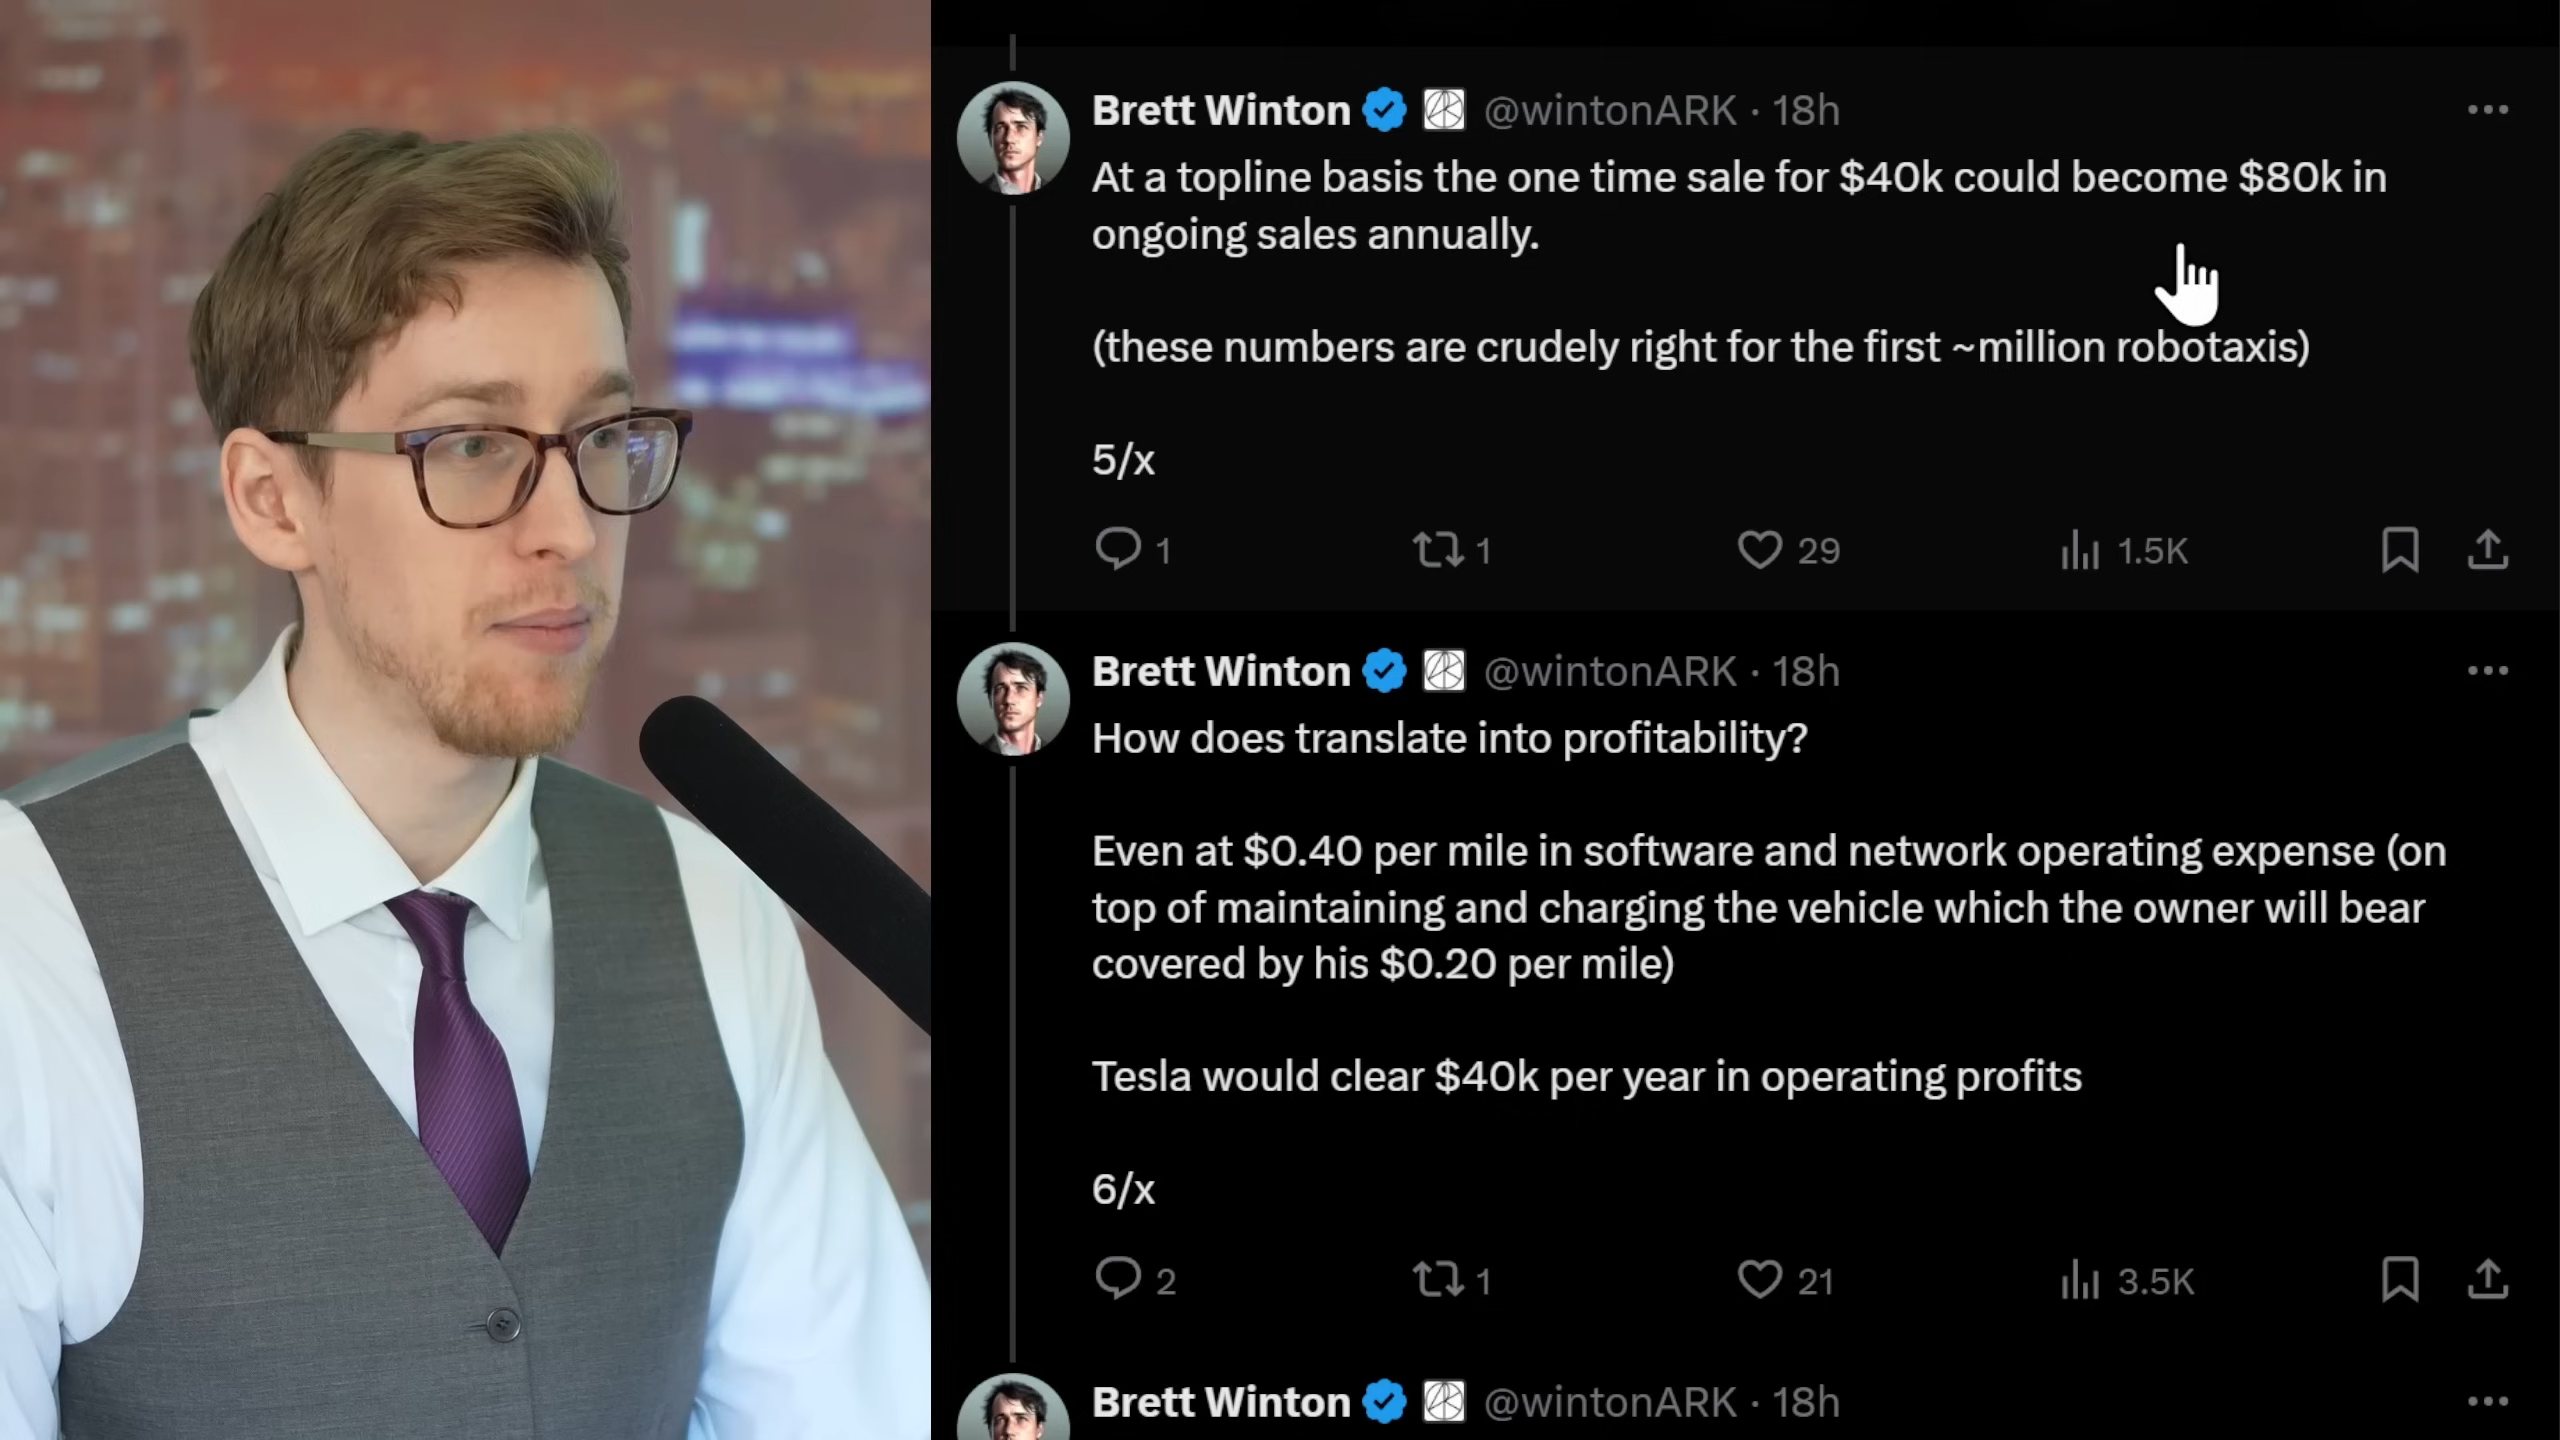 Brett Winton @wintonARK · 18h
At a topline basis the one time sale for $40k could become $80k in
ongoing sales annually.
(these numbers are crudely right for the first ~million robotaxis)
5/x
1 1 29 1.5K
Brett Winton @wintonARK · 18h
How does translate into profitability?
Even at $0.40 per mile in software and network operating expense (on
top of maintaining and charging the vehicle which the owner will bear
covered by his $0.20 per mile)
Tesla would clear $40k per year in operating profits
6/x
2 1 21 3.5K
Brett Winton @wintonARK · 18h